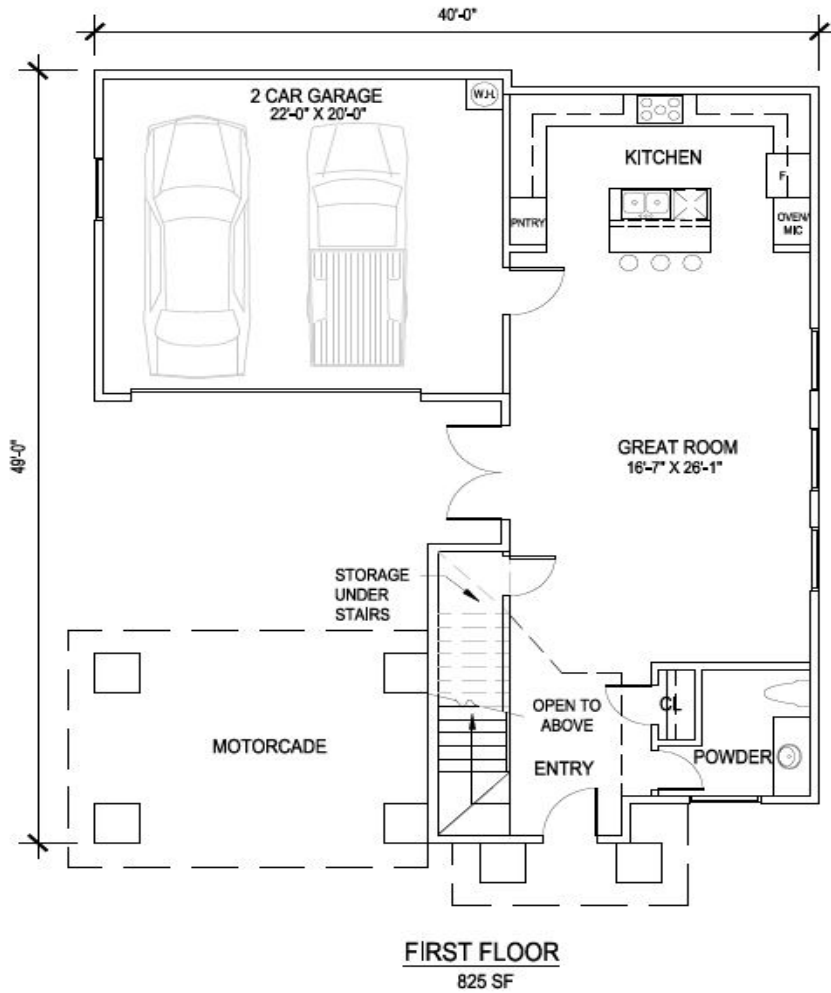 40'-0"
2 CAR GARAGE
22'-0" X 20'-0"
W.H.
KITCHEN
F
PNTRY
OVEN/
MIC
49'-0"
GREAT ROOM
16'-7" X 26'-1"
STORAGE
UNDER
STAIRS
OPEN TO
ABOVE
CL
MOTORCADE
ENTRY
POWDER
FIRST FLOOR
825 SF